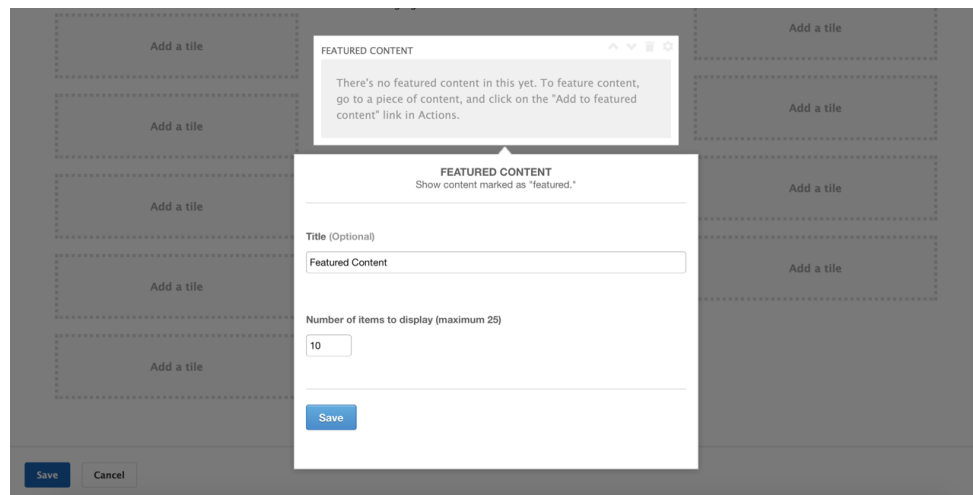 Add a tile
Add a tile
Add a tile
Add a tile
Add a tile
FEATURED CONTENT
There's no featured content in this yet. To feature content,
go to a piece of content, and click on the "Add to featured
content" link in Actions.
FEATURED CONTENT
Show content marked as "featured."
Title (Optional)
Featured Content
Number of items to display (maximum 25)
10
Save
Add a tile
Add a tile
Add a tile
Add a tile
Save
Cancel